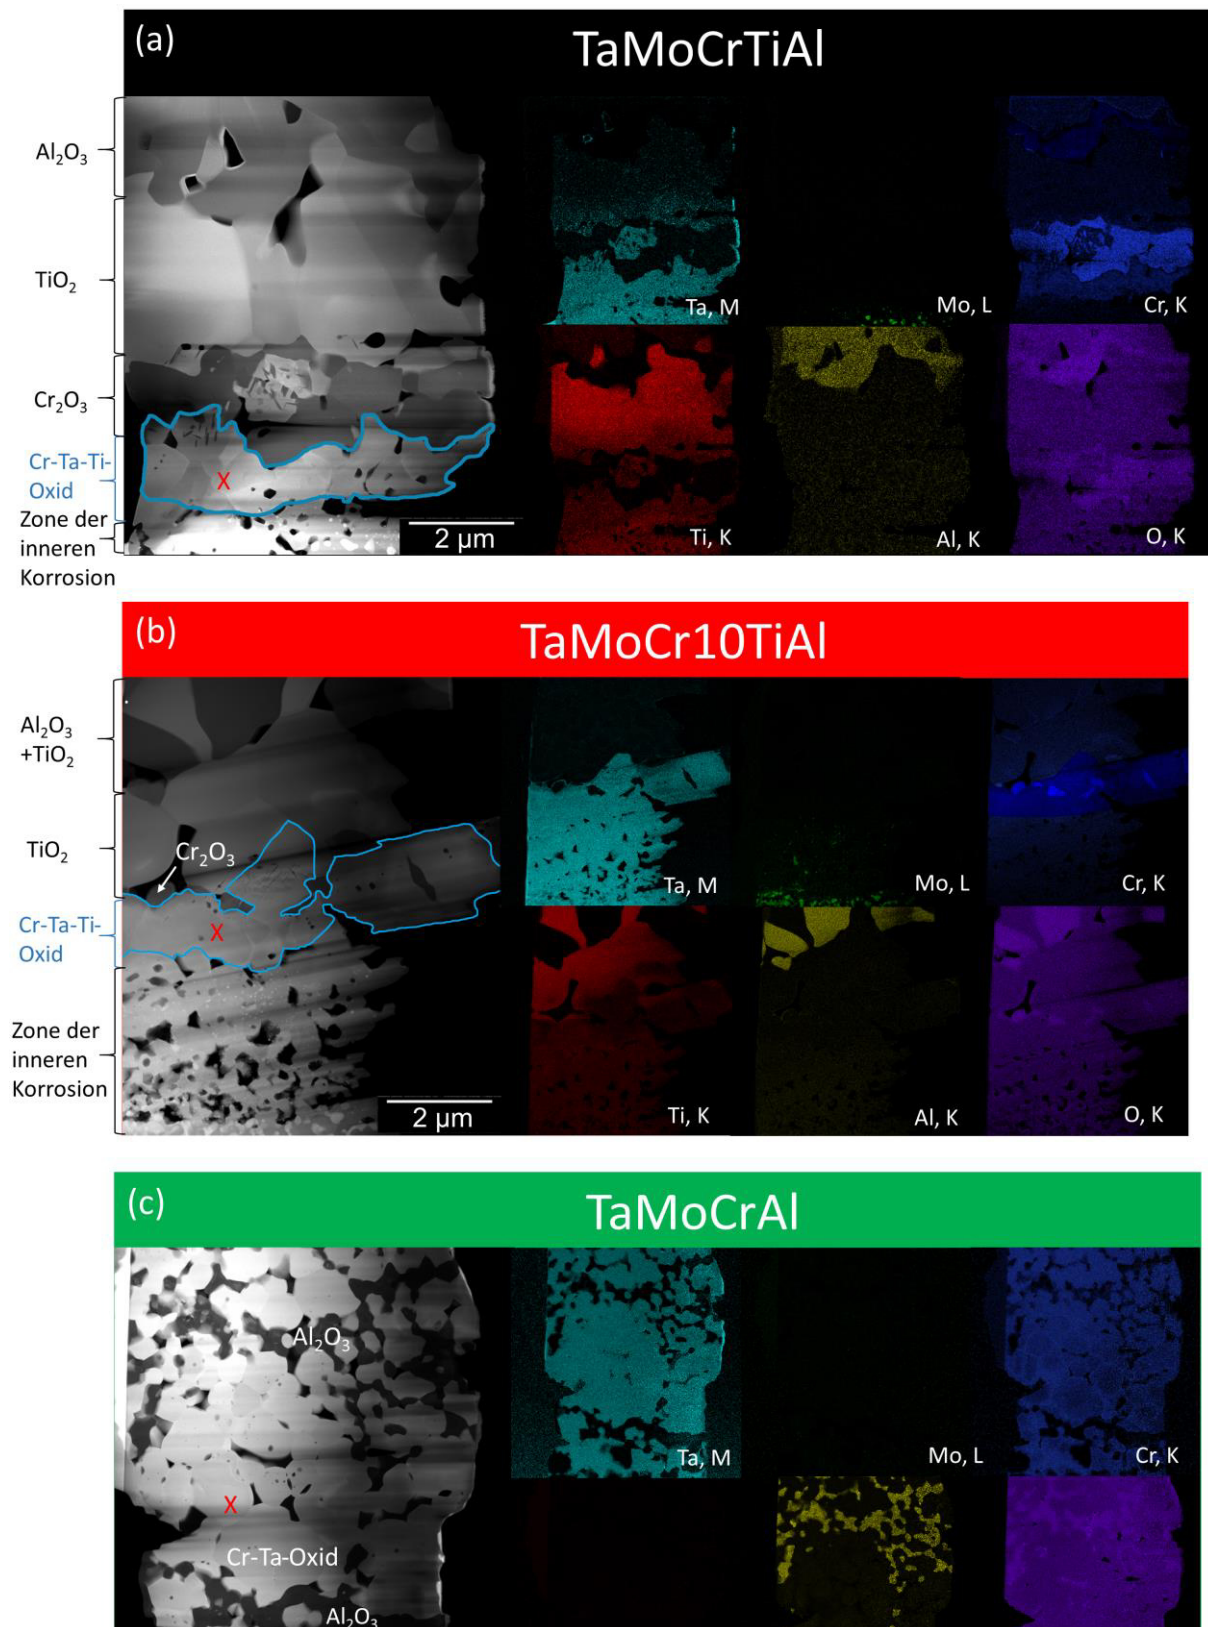 (a)
TaMoCrTiAl
Al₂O₃
TiO₂
Cr₂O₃
Cr-Ta-Ti-
Oxid
Zone der
inneren
Korrosion
X
2 µm
Ta, M
Mo, L
Cr, K
Ti, K
Al, K
O, K
(b)
TaMoCr10TiAl
Al₂O₃
+TiO₂
TiO₂
Cr₂O₃
Cr-Ta-Ti-
Oxid
Zone der
inneren
Korrosion
X
2 µm
Ta, M
Mo, L
Cr, K
Ti, K
Al, K
O, K
(c)
TaMoCrAl
Al₂O₃
X
Cr-Ta-Oxid
Al₂O₃
Ta, M
Mo, L
Cr, K